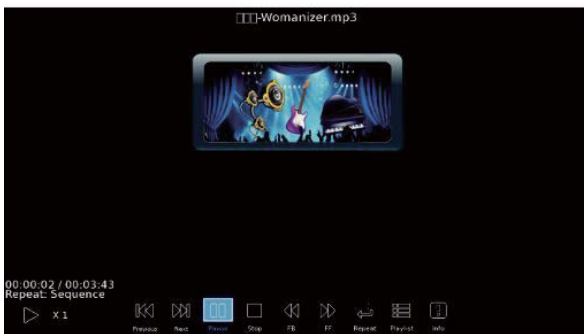 □□□-Womanizer.mp3
00:00:02 / 00:03:43
Repeat: Sequence
X 1
Previous Next Pause Stop FB FF Repeat Playlist Info